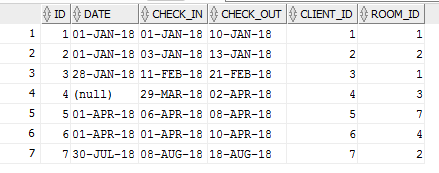 ID DATE CHECK_IN CHECK_OUT CLIENT_ID ROOM_ID
1 1 01-JAN-18 01-JAN-18 10-JAN-18 1 1
2 2 01-JAN-18 03-JAN-18 13-JAN-18 2 2
3 3 28-JAN-18 11-FEB-18 21-FEB-18 3 1
4 4 (null) 29-MAR-18 02-APR-18 4 3
5 5 01-APR-18 06-APR-18 08-APR-18 5 7
6 6 01-APR-18 01-APR-18 10-APR-18 6 4
7 7 30-JUL-18 08-AUG-18 18-AUG-18 7 2